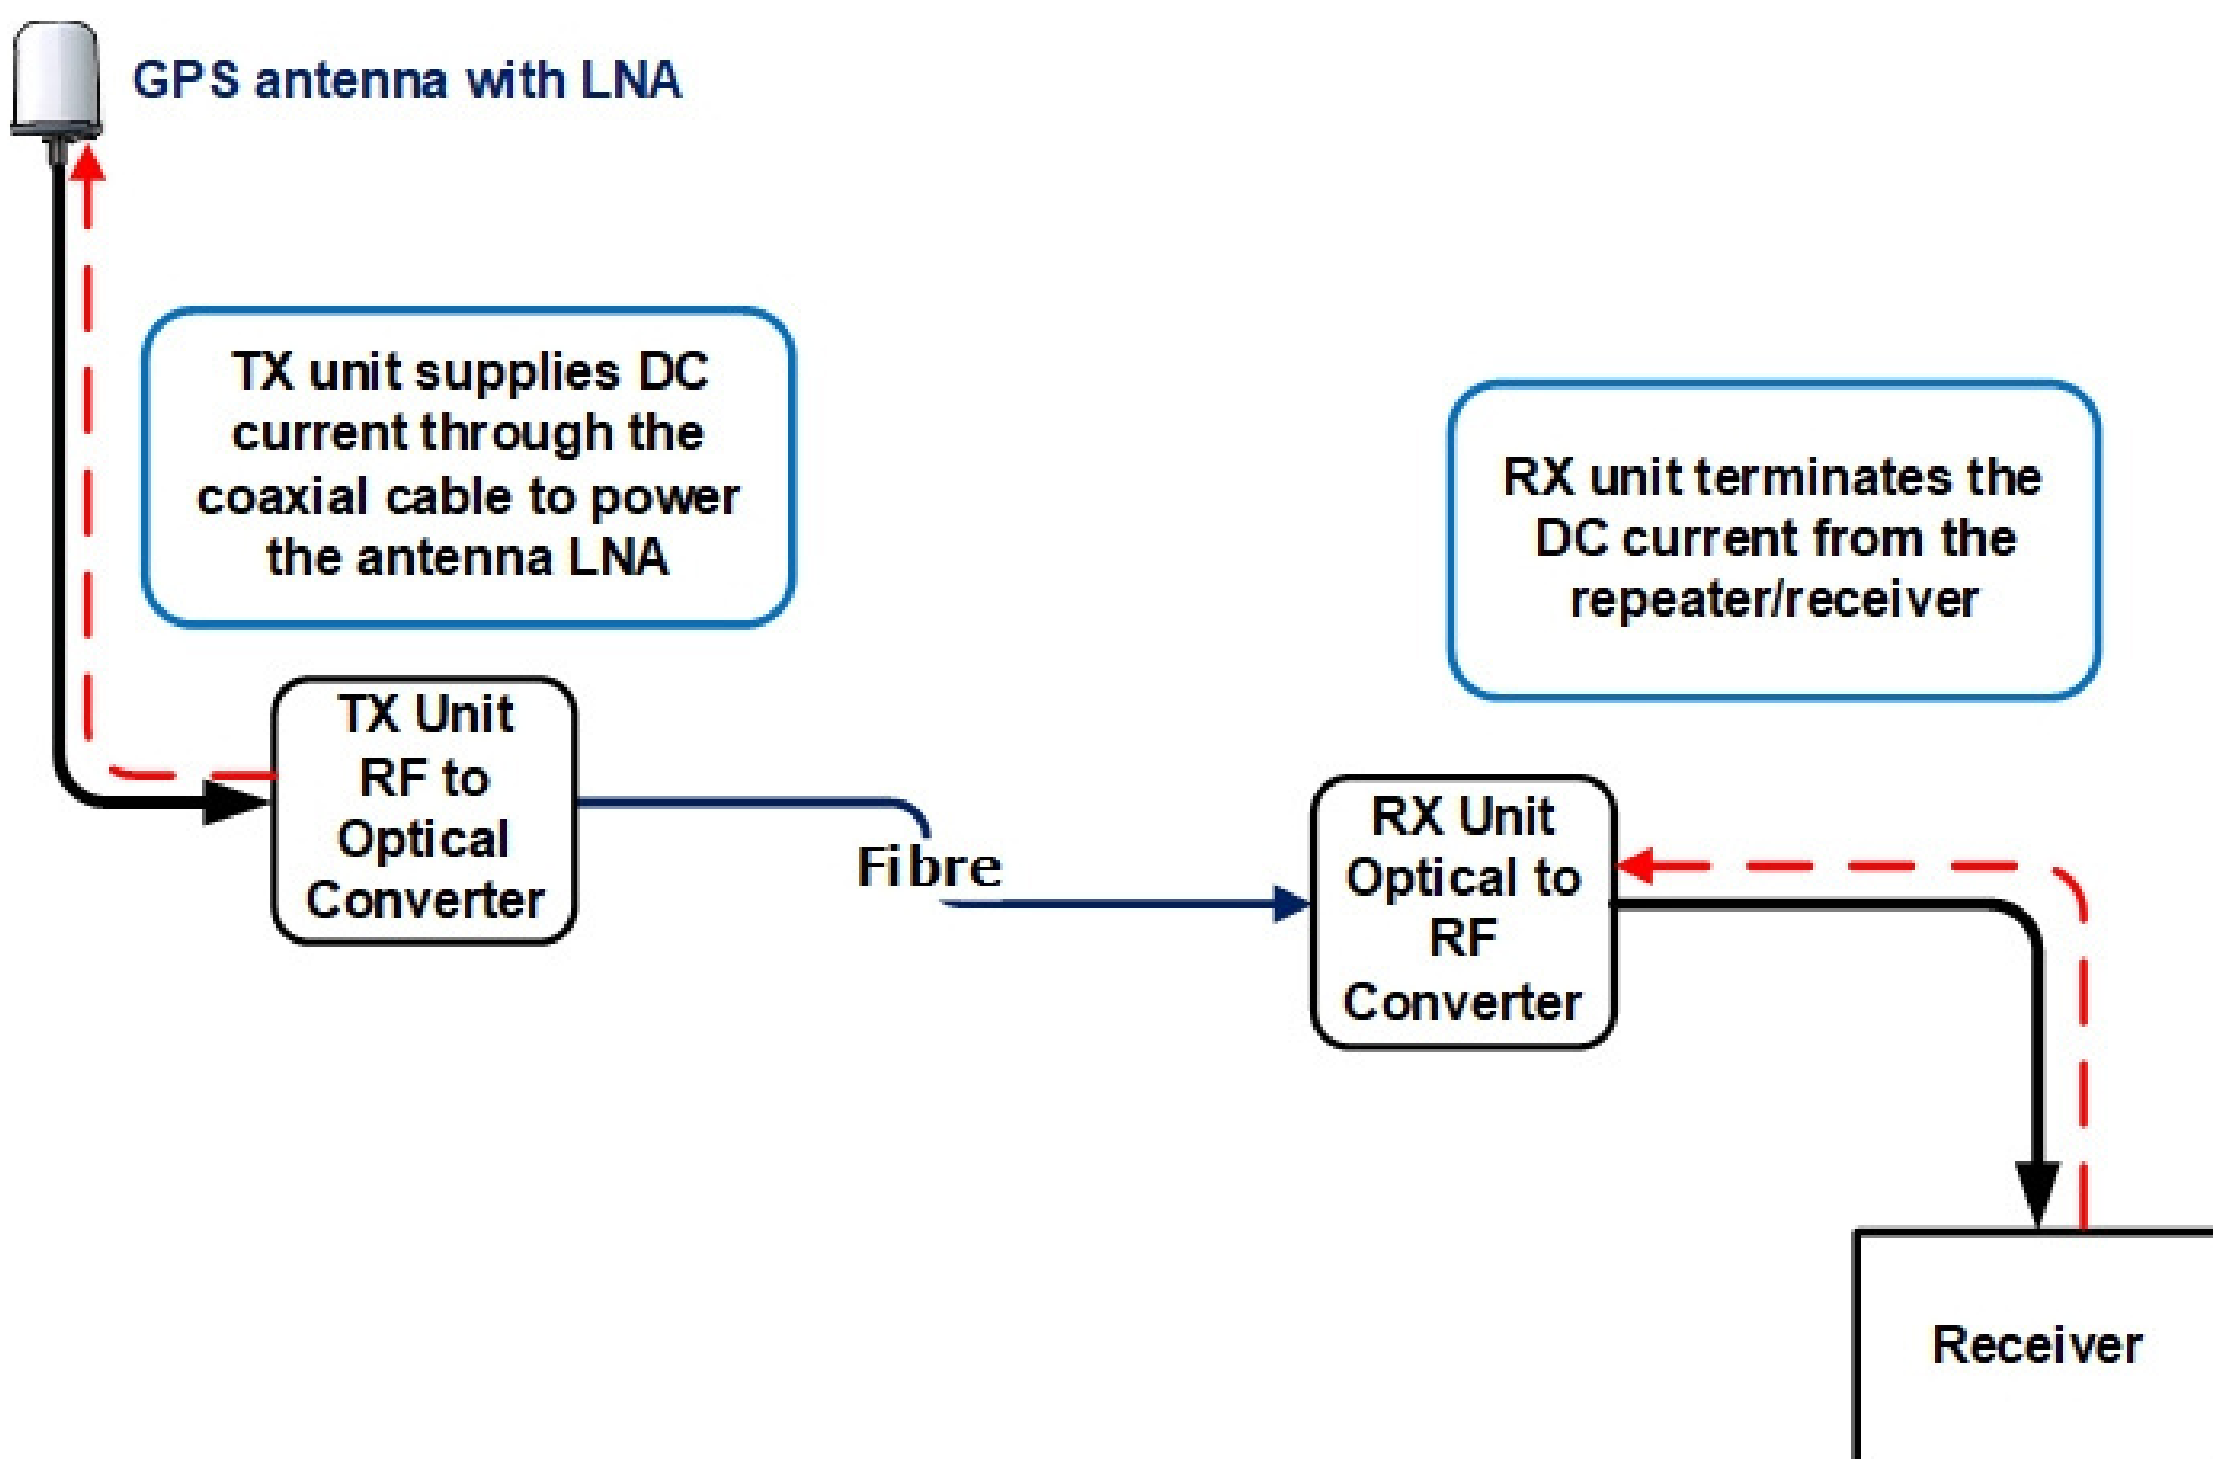 GPS antenna with LNA
TX unit supplies DC
current through the
coaxial cable to power
the antenna LNA
RX unit terminates the
DC current from the
repeater/receiver
TX Unit
RF to
Optical
Converter
Fibre
RX Unit
Optical to
RF
Converter
Receiver